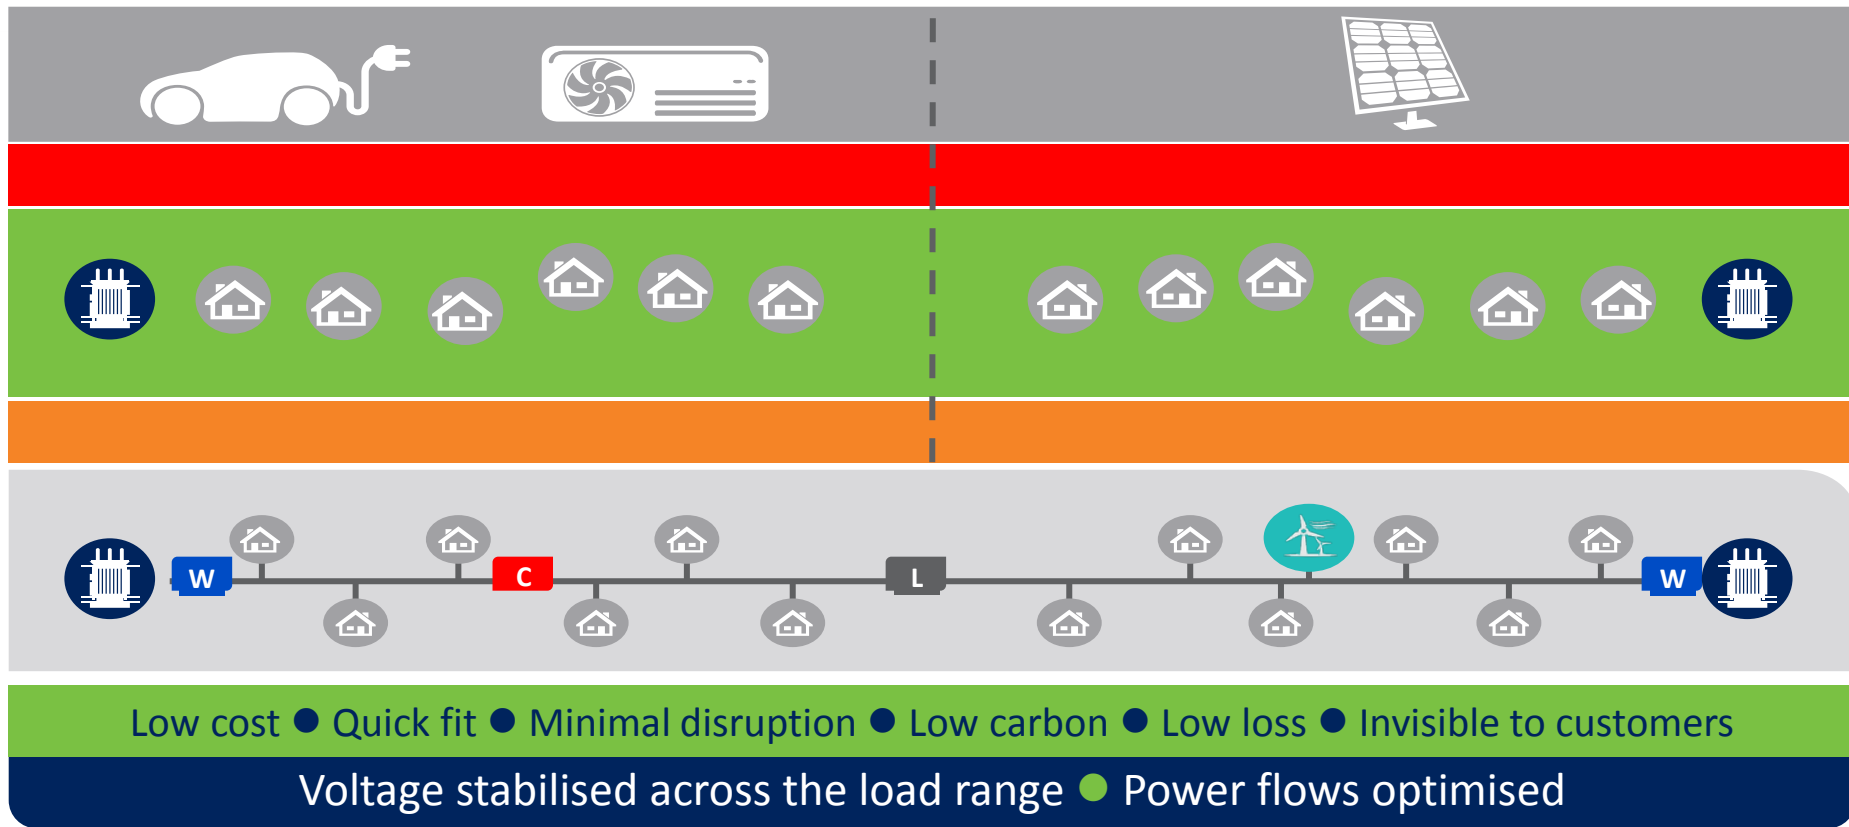 W C L W
Low cost ● Quick fit ● Minimal disruption ● Low carbon ● Low loss ● Invisible to customers
Voltage stabilised across the load range ● Power flows optimised